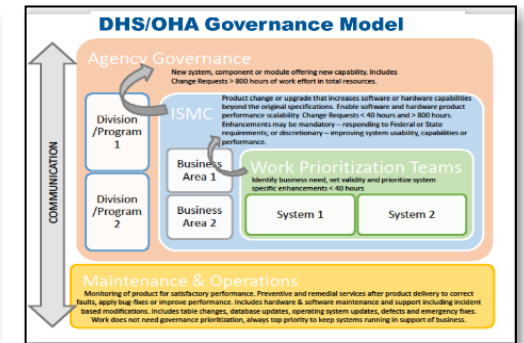 DHS/OHA Governance Model
COMMUNICATION
Agency Governance
New system, component or module offering new capability. Includes
Change Requests > 800 hours of work effort in total resources.
Division
/Program
1
Division
/Program
2
ISMC
Product change or upgrade that increases software or hardware capabilities
beyond the original specifications. Enable software and hardware product
performance scalability. Change Requests < 40 hours and > 800 hours.
Enhancements may be mandatory – responding to Federal or State
requirements; or discretionary – improving system usability, capabilities or
performance.
Business
Area 1
Business
Area 2
Work Prioritization Teams
Identify business need, vet validity and prioritize system
specific enhancements < 40 hours
System 1
System 2
Maintenance & Operations
Monitoring of product for satisfactory performance. Preventive and remedial services after product delivery to correct
faults, apply bug-fixes or improve performance. Includes hardware & software maintenance and support including incident
based modifications. Includes table changes, database updates, operating system updates, defects and emergency fixes.
Work does not need governance prioritization, always top priority to keep systems running in support of business.